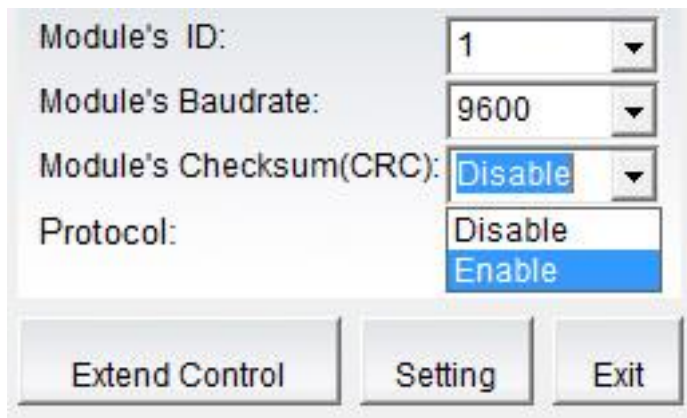 Module's ID: 1
Module's Baudrate: 9600
Module's Checksum(CRC): Disable
Protocol: Disable
Enable
Extend Control Setting Exit